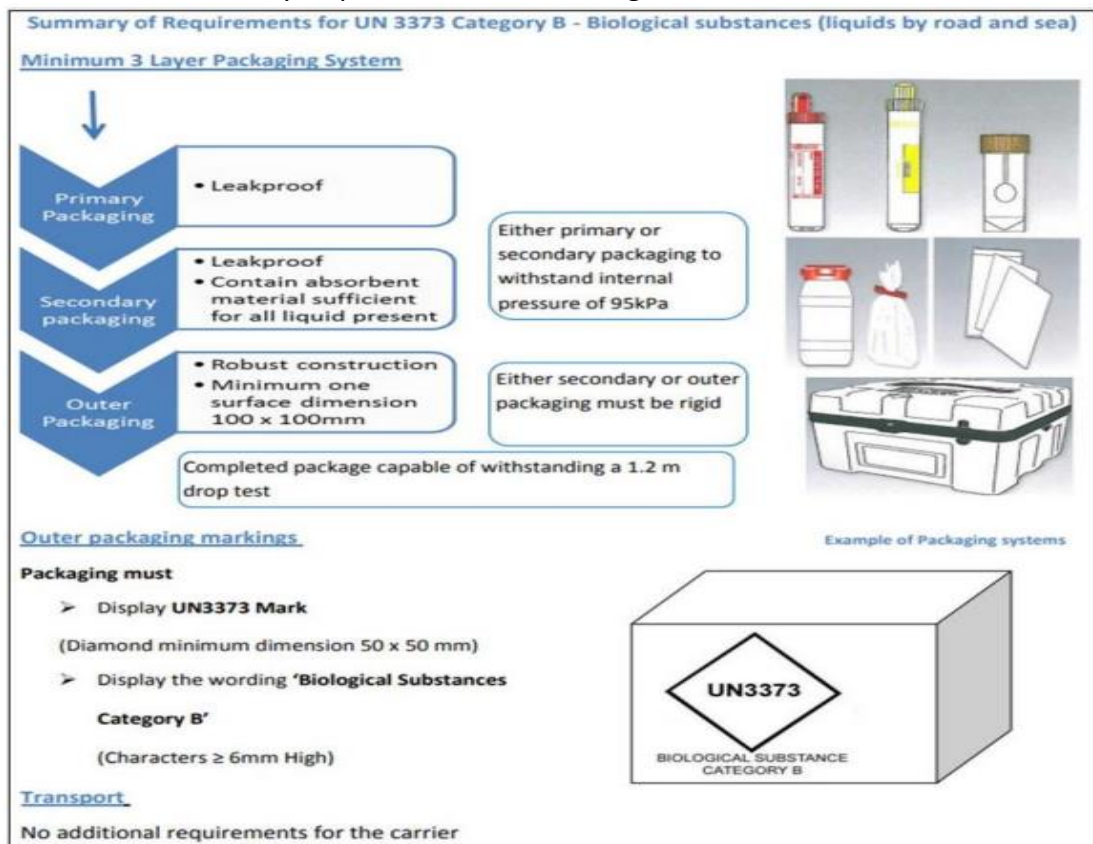 Summary of Requirements for UN 3373 Category B - Biological substances (liquids by road and sea)
Minimum 3 Layer Packaging System
Primary
Packaging
• Leakproof
Secondary
packaging
• Leakproof
• Contain absorbent
material sufficient
for all liquid present
Outer
Packaging
• Robust construction
• Minimum one
surface dimension
100 x 100mm
Either primary or
secondary packaging to
withstand internal
pressure of 95kPa
Either secondary or outer
packaging must be rigid
Completed package capable of withstanding a 1.2 m
drop test
Outer packaging markings
Example of Packaging systems
Packaging must
➢ Display UN3373 Mark
(Diamond minimum dimension 50 x 50 mm)
➢ Display the wording ‘Biological Substances
Category B’
(Characters ≥ 6mm High)
UN3373
BIOLOGICAL SUBSTANCE
CATEGORY B
Transport
No additional requirements for the carrier